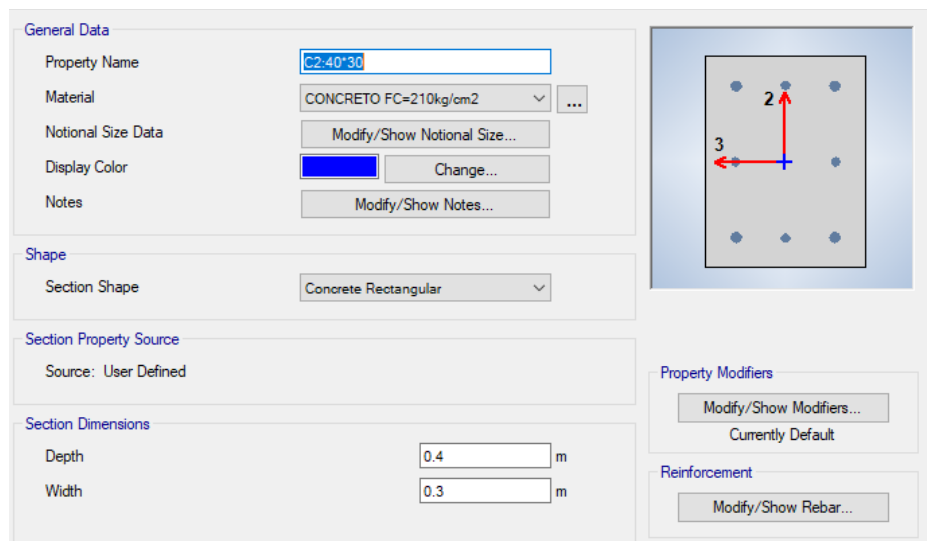 General Data
Property Name C2:40*30
Material CONCRETO FC=210kg/cm2 ...
Notional Size Data Modify/Show Notional Size...
Display Color Change...
Notes Modify/Show Notes...
Shape
Section Shape Concrete Rectangular
Section Property Source
Source: User Defined
Section Dimensions
Depth 0.4 m
Width 0.3 m
2
3
Property Modifiers
Modify/Show Modifiers...
Currently Default
Reinforcement
Modify/Show Rebar...